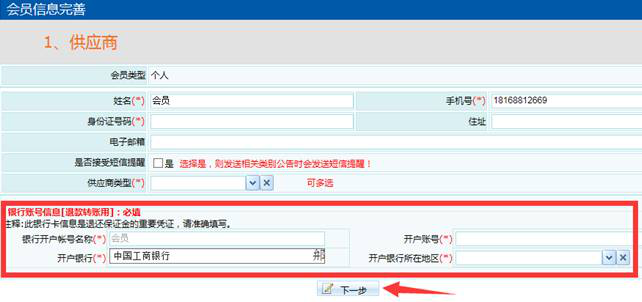 会员信息完善
1、供应商
会员类型 个人
姓名(*) 会员 手机号(*) 18168812669
身份证号码(*) 住址
电子邮箱
是否接受短信提醒 是 选择是，则发送相关类别公告时会发送短信提醒！
供应商类型(*) 可多选
银行账号信息[退款转账用]：必填
注释:此银行卡信息是退还保证金的重要凭证，请准确填写。
银行开户帐号名称(*) 会员 开户账号(*)
开户银行(*) 中国工商银行 开户银行所在地区(*)
下一步